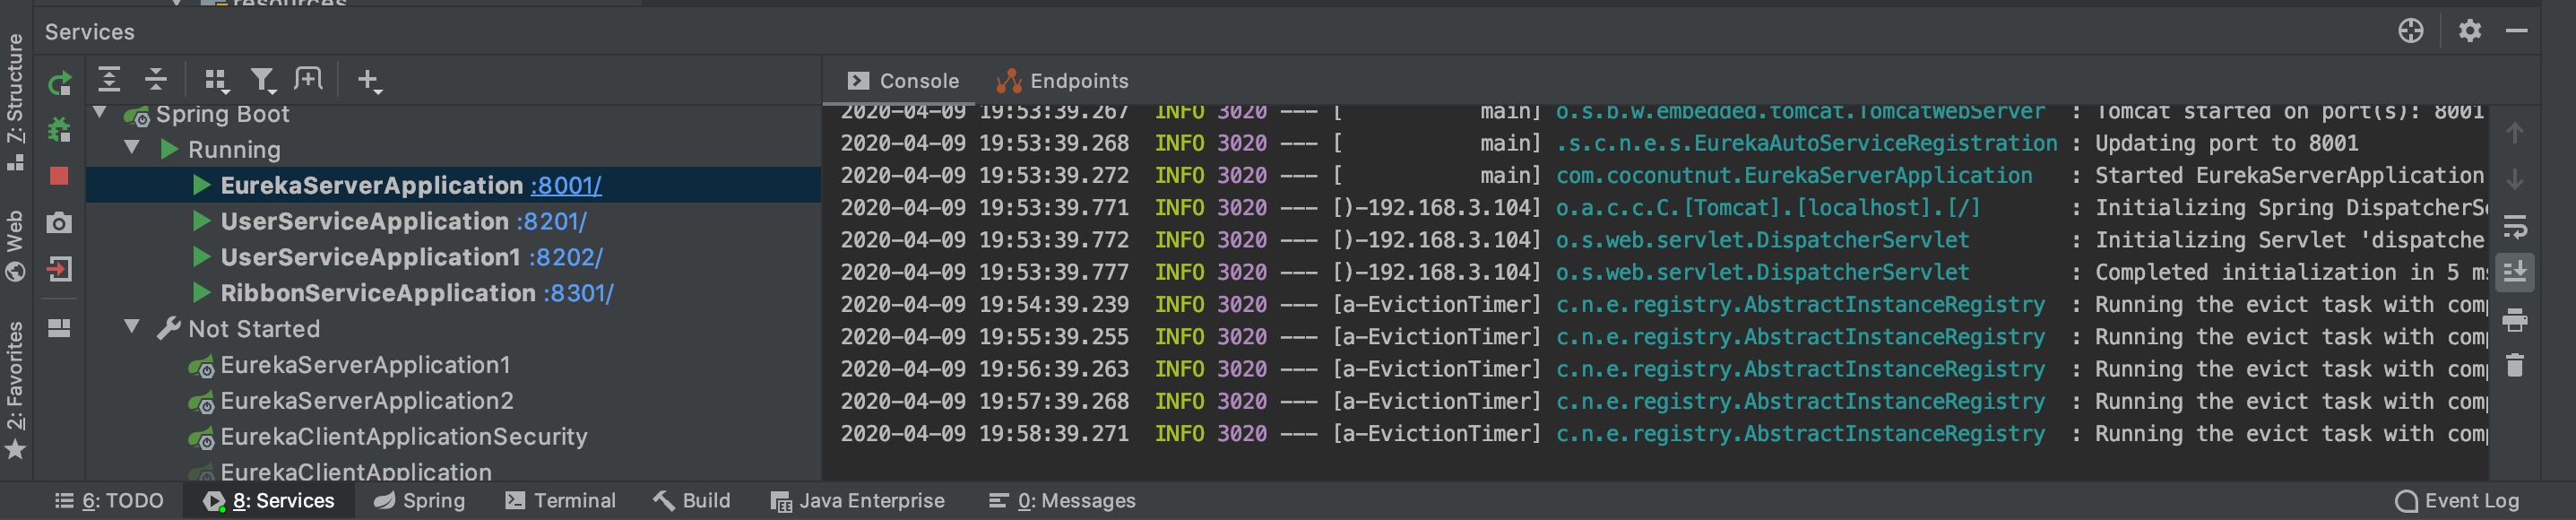 resources
Services
Z: Structure
Web
2: Favorites
Spring Boot
Running
EurekaServerApplication :8001/
UserServiceApplication :8201/
UserServiceApplication1 :8202/
RibbonServiceApplication :8301/
Not Started
EurekaServerApplication1
EurekaServerApplication2
EurekaClientApplicationSecurity
EurekaClientApplication
Console Endpoints
2020-04-09 19:53:39.267 INFO 3020 --- [ main] o.s.b.w.embedded.tomcat.TomcatWebServer : Tomcat started on port(s): 8001
2020-04-09 19:53:39.268 INFO 3020 --- [ main] .s.c.n.e.s.EurekaAutoServiceRegistration : Updating port to 8001
2020-04-09 19:53:39.272 INFO 3020 --- [ main] com.coconutnut.EurekaServerApplication : Started EurekaServerApplication
2020-04-09 19:53:39.771 INFO 3020 --- [)-192.168.3.104] o.a.c.c.C.[Tomcat].[localhost].[/] : Initializing Spring DispatcherSe
2020-04-09 19:53:39.772 INFO 3020 --- [)-192.168.3.104] o.s.web.servlet.DispatcherServlet : Initializing Servlet 'dispatche
2020-04-09 19:53:39.777 INFO 3020 --- [)-192.168.3.104] o.s.web.servlet.DispatcherServlet : Completed initialization in 5 ms
2020-04-09 19:54:39.239 INFO 3020 --- [a-EvictionTimer] c.n.e.registry.AbstractInstanceRegistry : Running the evict task with comp
2020-04-09 19:55:39.255 INFO 3020 --- [a-EvictionTimer] c.n.e.registry.AbstractInstanceRegistry : Running the evict task with comp
2020-04-09 19:56:39.263 INFO 3020 --- [a-EvictionTimer] c.n.e.registry.AbstractInstanceRegistry : Running the evict task with comp
2020-04-09 19:57:39.268 INFO 3020 --- [a-EvictionTimer] c.n.e.registry.AbstractInstanceRegistry : Running the evict task with comp
2020-04-09 19:58:39.271 INFO 3020 --- [a-EvictionTimer] c.n.e.registry.AbstractInstanceRegistry : Running the evict task with comp
6: TODO 8: Services Spring Terminal Build Java Enterprise 0: Messages Event Log